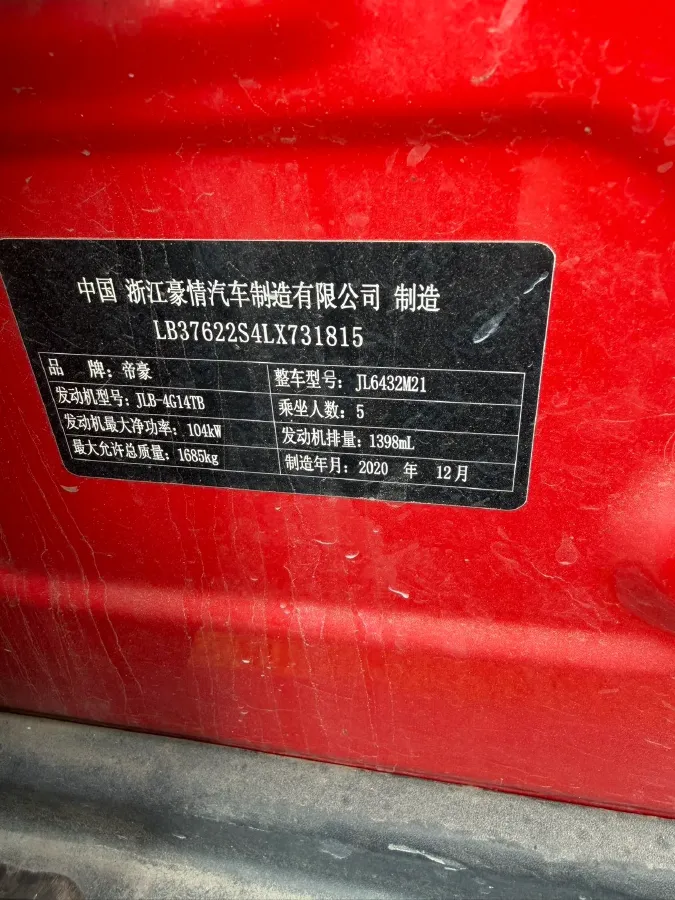 中国 浙江豪情汽车制造有限公司 制造
LB37622S4LX731815
品 牌：帝豪 整车型号：JL6432M21
发动机型号：JLB-4G14TB 乘坐人数：5
发动机最大净功率：104kW 发动机排量：1398mL
最大允许总质量：1685kg 制造年月：2020 年 12月